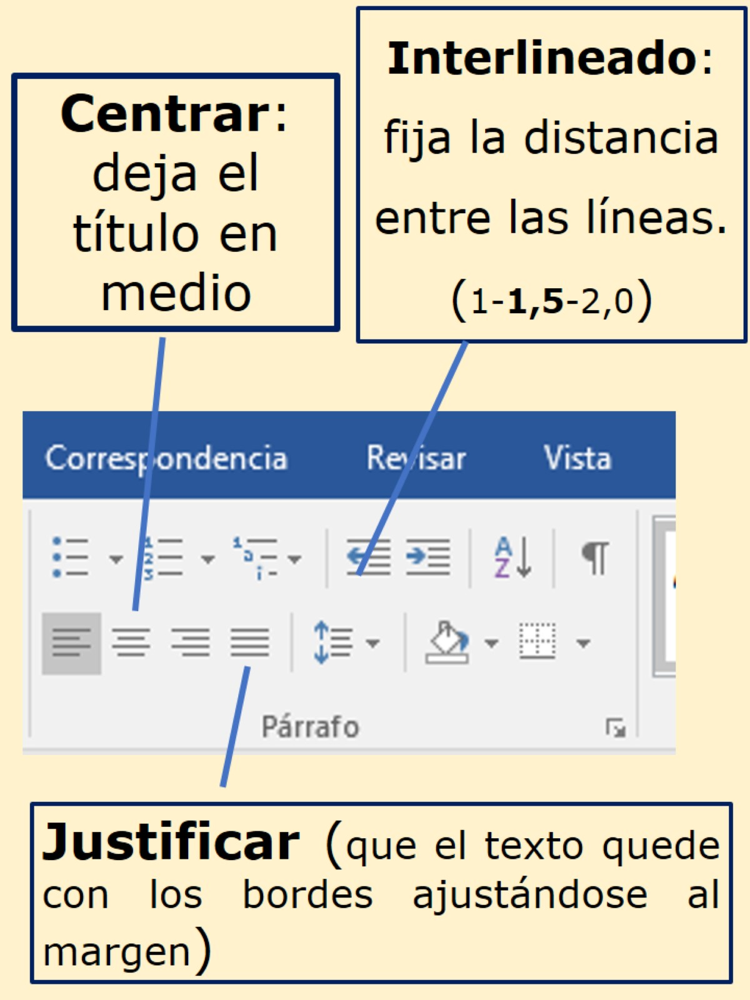 Interlineado:
fija la distancia
entre las líneas.
(1-1,5-2,0)
Centrar:
deja el
título en
medio
Correspondencia Revisar Vista
Párrafo
Justificar (que el texto quede
con los bordes ajustándose al
margen)